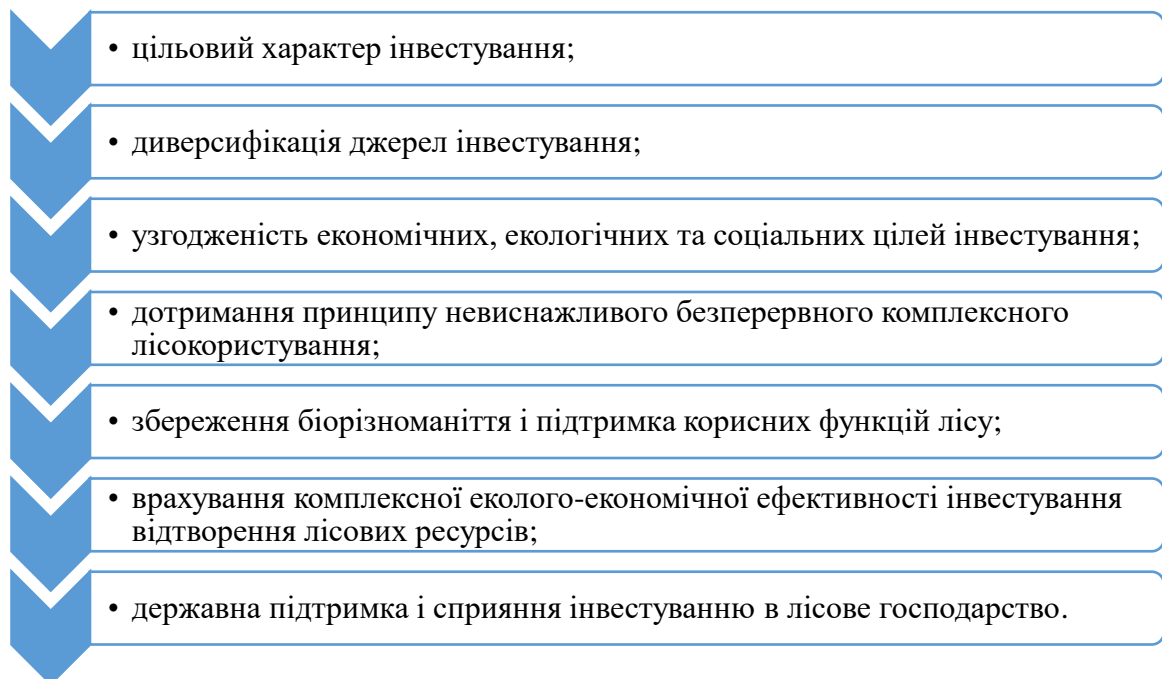 • цільовий характер інвестування;
• диверсифікація джерел інвестування;
• узгодженість економічних, екологічних та соціальних цілей інвестування;
• дотримання принципу невиснажливого безперервного комплексного
лісокористування;
• збереження біорізноманіття і підтримка корисних функцій лісу;
• врахування комплексної еколого-економічної ефективності інвестування
відтворення лісових ресурсів;
• державна підтримка і сприяння інвестуванню в лісове господарство.